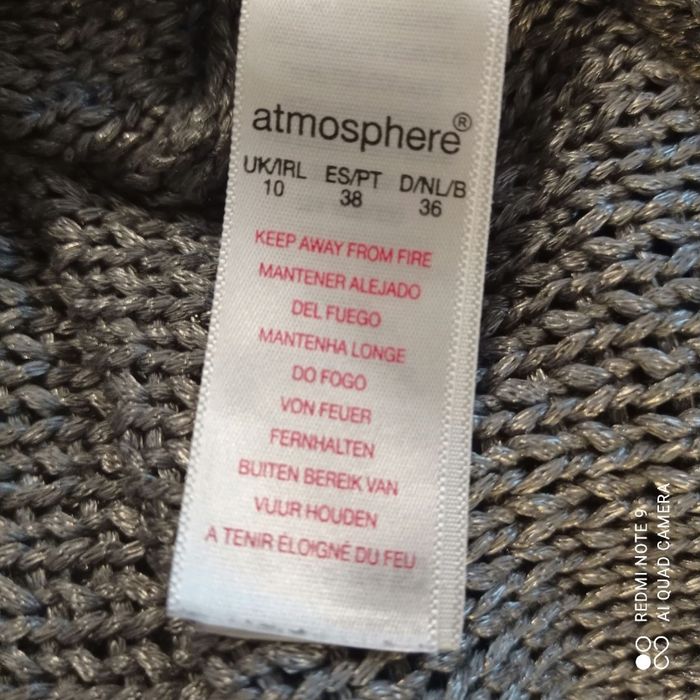 atmosphere®
UK/IRL ES/PT D/NL/B
10 38 36
KEEP AWAY FROM FIRE
MANTENER ALEJADO
DEL FUEGO
MANTENHA LONGE
DO FOGO
VON FEUER
FERNHALTEN
BUITEN BEREIK VAN
VUUR HOUDEN
A TENIR ÉLOIGNÉ DU FEU
REDMI NOTE 9
AI QUAD CAMERA